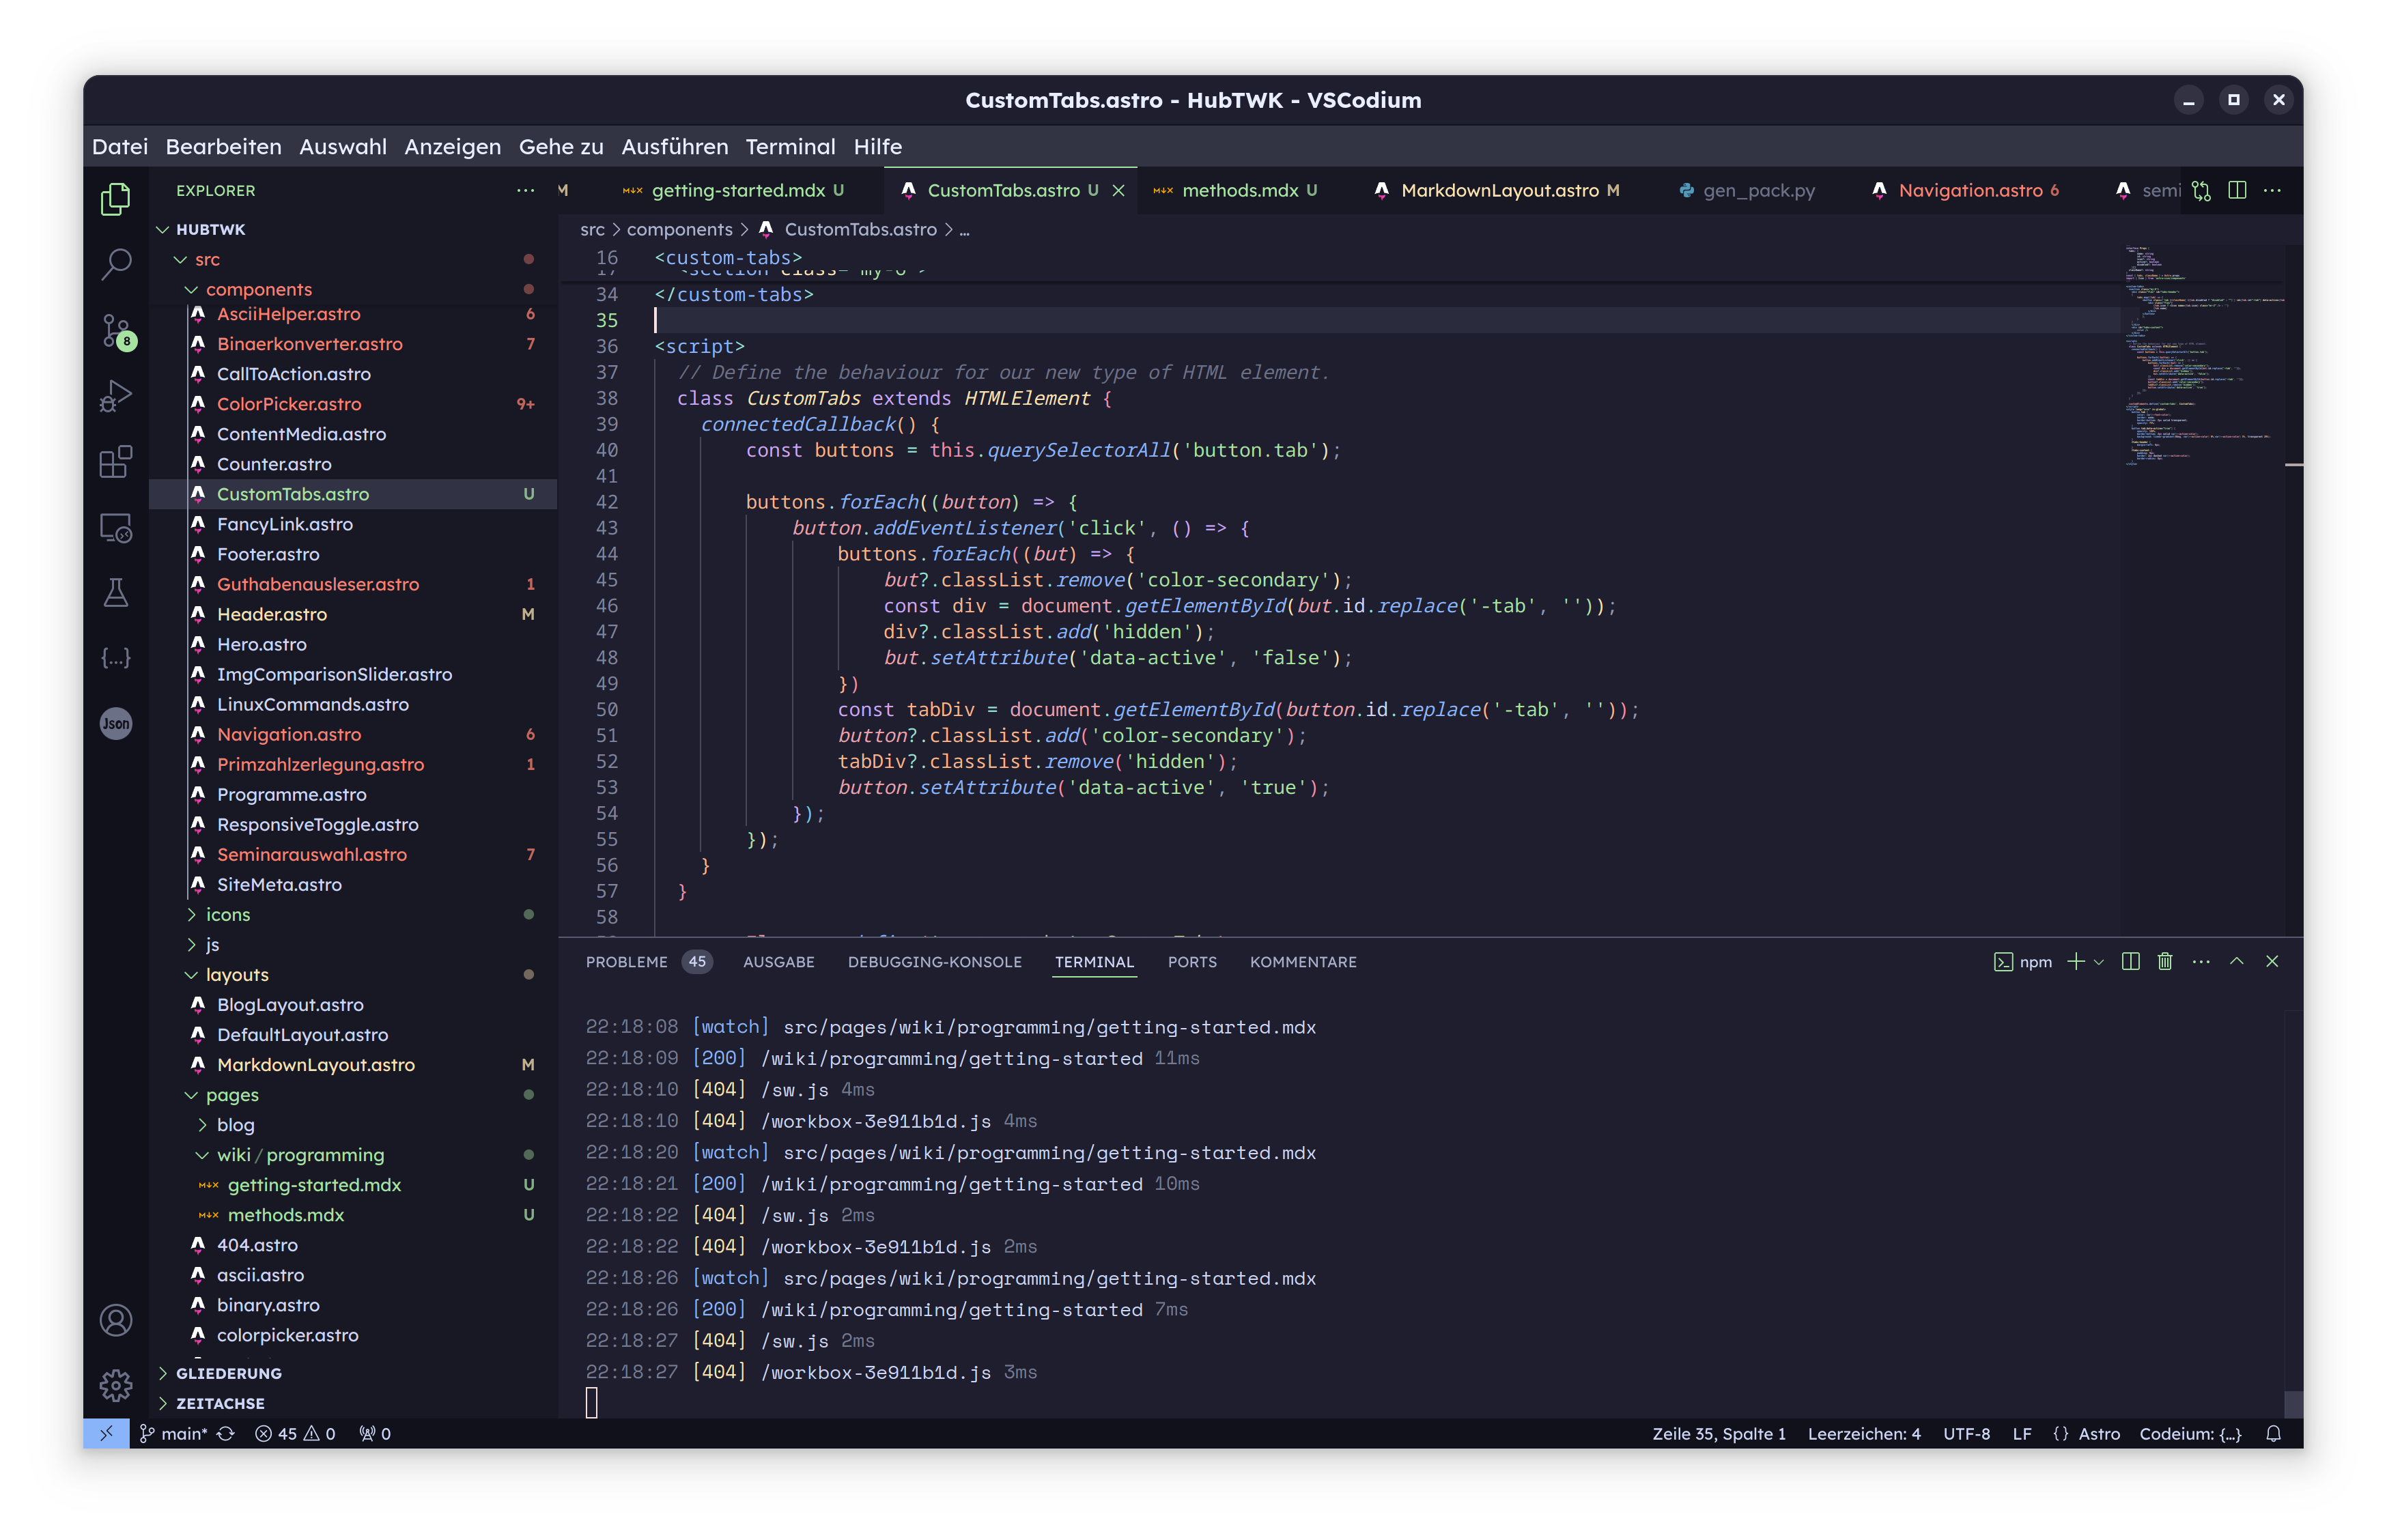 CustomTabs.astro - HubTWK - VSCodium
Datei Bearbeiten Auswahl Anzeigen Gehe zu Ausführen Terminal Hilfe
EXPLORER ···
M
getting-started.mdx U
CustomTabs.astro U
methods.mdx U
MarkdownLayout.astro M
gen_pack.py
Navigation.astro 6
semi
HUBTWK
src
components
AsciiHelper.astro 6
Binaerkonverter.astro 7
CallToAction.astro
ColorPicker.astro 9+
ContentMedia.astro
Counter.astro
CustomTabs.astro U
FancyLink.astro
Footer.astro
Guthabenausleser.astro 1
Header.astro M
Hero.astro
ImgComparisonSlider.astro
LinuxCommands.astro
Navigation.astro 6
Primzahlzerlegung.astro 1
Programme.astro
ResponsiveToggle.astro
Seminarauswahl.astro 7
SiteMeta.astro
icons
js
layouts
BlogLayout.astro
DefaultLayout.astro
MarkdownLayout.astro M
pages
blog
wiki / programming
getting-started.mdx U
methods.mdx U
404.astro
ascii.astro
binary.astro
colorpicker.astro
GLIEDERUNG
ZEITACHSE
8
{...}
Json
src > components > CustomTabs.astro > ...
16 <custom-tabs>
34 </custom-tabs>
35
36 <script>
37 // Define the behaviour for our new type of HTML element.
38 class CustomTabs extends HTMLElement {
39 connectedCallback() {
40 const buttons = this.querySelectorAll('button.tab');
41
42 buttons.forEach((button) => {
43 button.addEventListener('click', () => {
44 buttons.forEach((but) => {
45 but?.classList.remove('color-secondary');
46 const div = document.getElementById(but.id.replace('-tab', ''));
47 div?.classList.add('hidden');
48 but.setAttribute('data-active', 'false');
49 })
50 const tabDiv = document.getElementById(button.id.replace('-tab', ''));
51 button?.classList.add('color-secondary');
52 tabDiv?.classList.remove('hidden');
53 button.setAttribute('data-active', 'true');
54 });
55 });
56 }
57 }
58
PROBLEME 45 AUSGABE DEBUGGING-KONSOLE TERMINAL PORTS KOMMENTARE
npm
22:18:08 [watch] src/pages/wiki/programming/getting-started.mdx
22:18:09 [200] /wiki/programming/getting-started 11ms
22:18:10 [404] /sw.js 4ms
22:18:10 [404] /workbox-3e911b1d.js 4ms
22:18:20 [watch] src/pages/wiki/programming/getting-started.mdx
22:18:21 [200] /wiki/programming/getting-started 10ms
22:18:22 [404] /sw.js 2ms
22:18:22 [404] /workbox-3e911b1d.js 2ms
22:18:26 [watch] src/pages/wiki/programming/getting-started.mdx
22:18:26 [200] /wiki/programming/getting-started 7ms
22:18:27 [404] /sw.js 2ms
22:18:27 [404] /workbox-3e911b1d.js 3ms
main* 45 0 0
Zeile 35, Spalte 1 Leerzeichen: 4 UTF-8 LF {} Astro Codeium: {...}